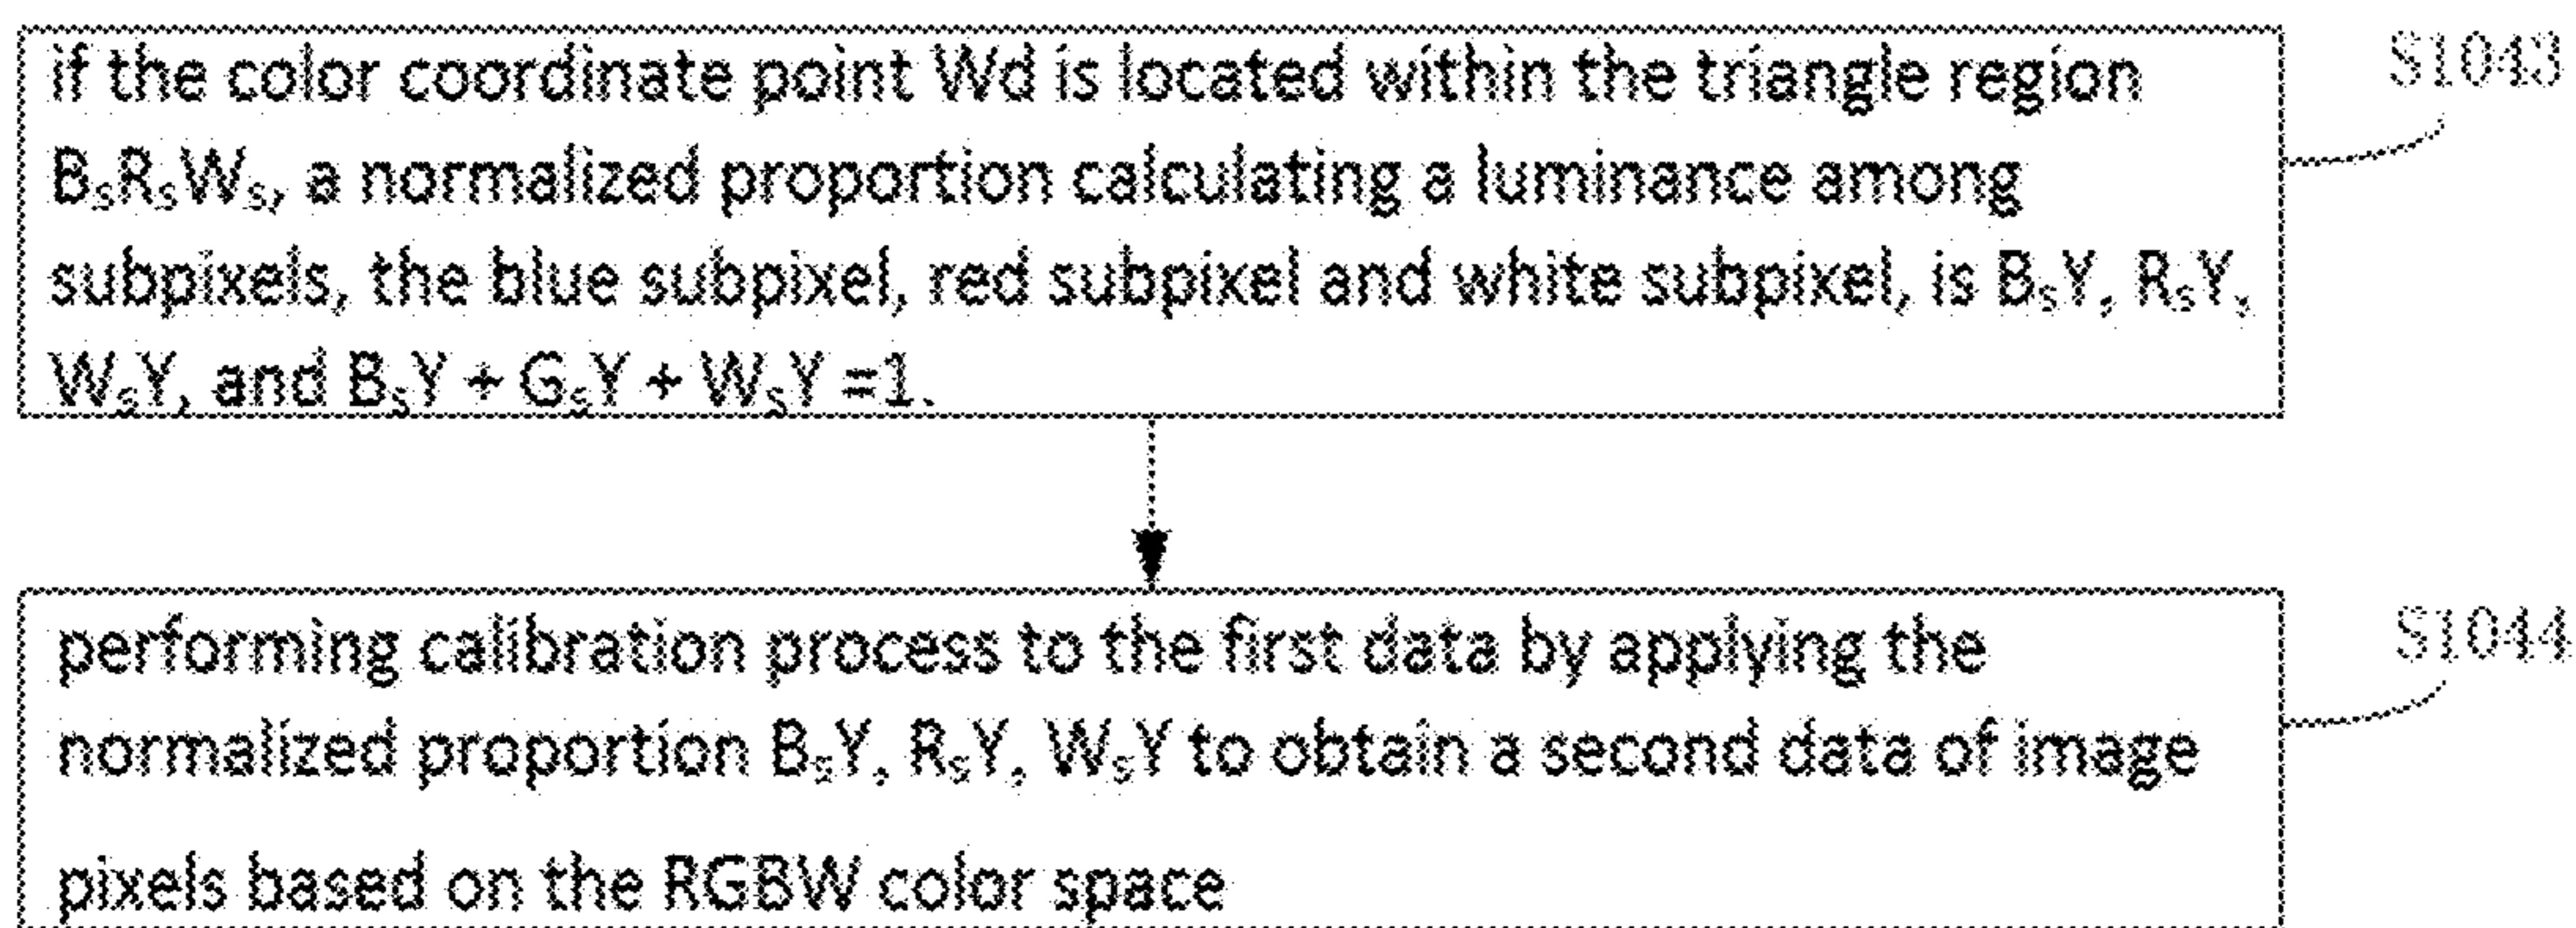 if the color coordinate point Wd is located within the triangle region
BₛRₛWₛ, a normalized proportion calculating a luminance among
subpixels, the blue subpixel, red subpixel and white subpixel, is BₛY, RₛY,
WₛY, and BₛY + GₛY + WₛY =1.
S1043
performing calibration process to the first data by applying the
normalized proportion BₛY, RₛY, WₛY to obtain a second data of image
pixels based on the RGBW color space
S1044